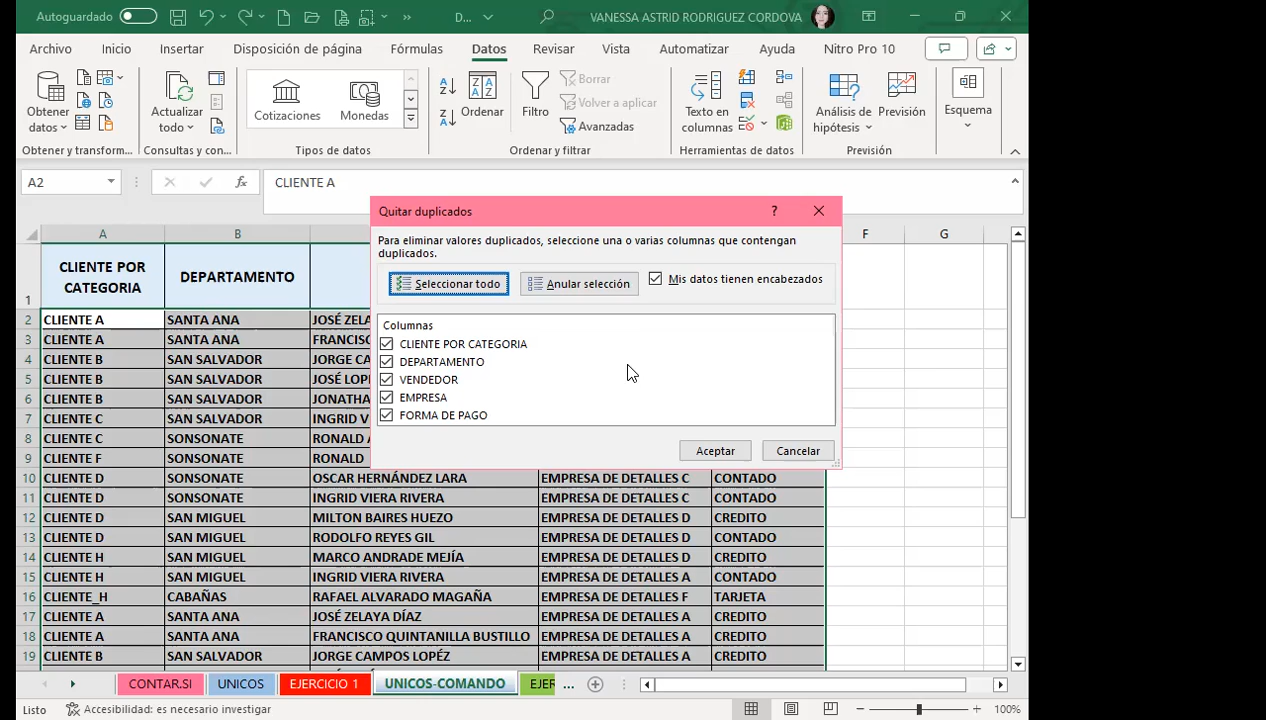 Autoguardado
D...
VANESSA ASTRID RODRIGUEZ CORDOVA
Archivo Inicio Insertar Disposición de página Fórmulas Datos Revisar Vista Automatizar Ayuda Nitro Pro 10
Obtener datos
Actualizar todo
Cotizaciones
Monedas
Ordenar
Filtro
Borrar
Volver a aplicar
Avanzadas
Texto en columnas
Análisis de hipótesis
Previsión
Esquema
Obtener y transform...
Consultas y con...
Tipos de datos
Ordenar y filtrar
Herramientas de datos
Previsión
A2
fx
CLIENTE A
Quitar duplicados
?
Para eliminar valores duplicados, seleccione una o varias columnas que contengan
duplicados.
Seleccionar todo
Anular selección
Mis datos tienen encabezados
Columnas
CLIENTE POR CATEGORIA
DEPARTAMENTO
VENDEDOR
EMPRESA
FORMA DE PAGO
Aceptar
Cancelar
A B F G
1 CLIENTE POR CATEGORIA DEPARTAMENTO
2 CLIENTE A SANTA ANA JOSÉ ZELA
3 CLIENTE A SANTA ANA FRANCISC
4 CLIENTE B SAN SALVADOR JORGE CA
5 CLIENTE B SAN SALVADOR JOSÉ LOP
6 CLIENTE B SAN SALVADOR JONATHA
7 CLIENTE C SAN SALVADOR INGRID V
8 CLIENTE C SONSONATE RONALD A
9 CLIENTE F SONSONATE RONALD
10 CLIENTE D SONSONATE OSCAR HERNÁNDEZ LARA EMPRESA DE DETALLES C CONTADO
11 CLIENTE D SONSONATE INGRID VIERA RIVERA EMPRESA DE DETALLES C CONTADO
12 CLIENTE D SAN MIGUEL MILTON BAIRES HUEZO EMPRESA DE DETALLES D CREDITO
13 CLIENTE D SAN MIGUEL RODOLFO REYES GIL EMPRESA DE DETALLES D CONTADO
14 CLIENTE H SAN MIGUEL MARCO ANDRADE MEJÍA EMPRESA DE DETALLES D CREDITO
15 CLIENTE H SAN MIGUEL INGRID VIERA RIVERA EMPRESA DE DETALLES A CONTADO
16 CLIENTE_H CABAÑAS RAFAEL ALVARADO MAGAÑA EMPRESA DE DETALLES F TARJETA
17 CLIENTE A SANTA ANA JOSÉ ZELAYA DÍAZ EMPRESA DE DETALLES A CREDITO
18 CLIENTE A SANTA ANA FRANCISCO QUINTANILLA BUSTILLO EMPRESA DE DETALLES A CREDITO
19 CLIENTE B SAN SALVADOR JORGE CAMPOS LOPÉZ EMPRESA DE DETALLES A CREDITO
CONTAR.SI UNICOS EJERCICIO 1 UNICOS-COMANDO EJER ...
Listo Accesibilidad: es necesario investigar 100%